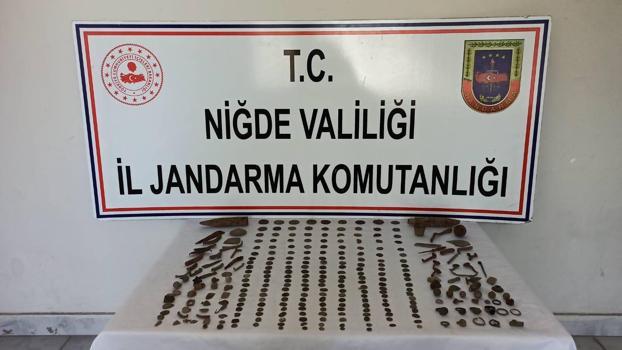 T.C.
NİĞDE VALİLİĞİ
İL JANDARMA KOMUTANLIĞI